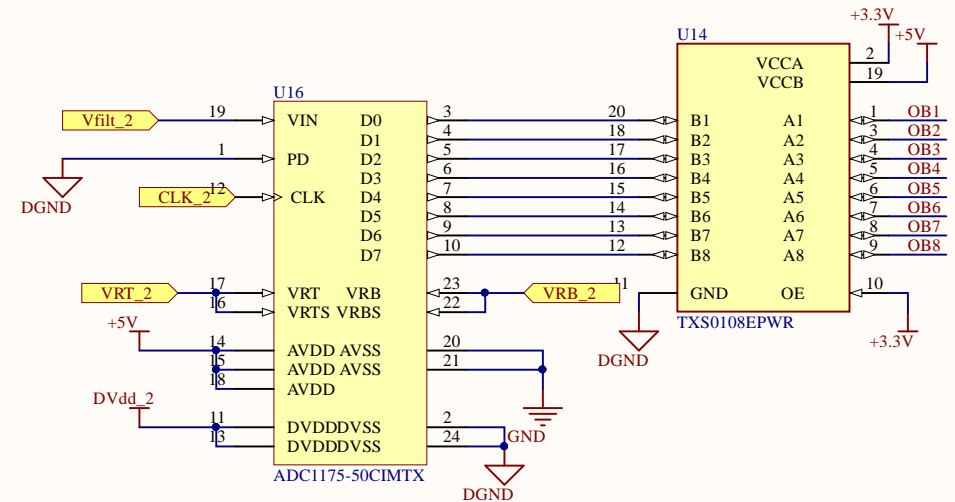 +3.3V
U14
+5V
VCCA 2
VCCB 19
U16
Vfilt_2 19 VIN D0 3 20 B1 A1 1 OB1
D1 4 18 B2 A2 3 OB2
1 PD D2 5 17 B3 A3 4 OB3
D3 6 16 B4 A4 5 OB4
CLK_2 12 CLK D4 7 15 B5 A5 6 OB5
DGND
D5 8 14 B6 A6 7 OB6
D6 9 13 B7 A7 8 OB7
D7 10 12 B8 A8 9 OB8
VRT_2 17 VRT VRB 23 VRB_2 11 GND OE 10
16 VRTS VRBS 22
+5V
TXS0108EPWR
+3.3V
14 AVDD AVSS 20
DGND
15 AVDD AVSS 21
18 AVDD
DVdd_2
11 DVDD DVSS 2
GND
13 DVDD DVSS 24
ADC1175-50CIMTX
DGND